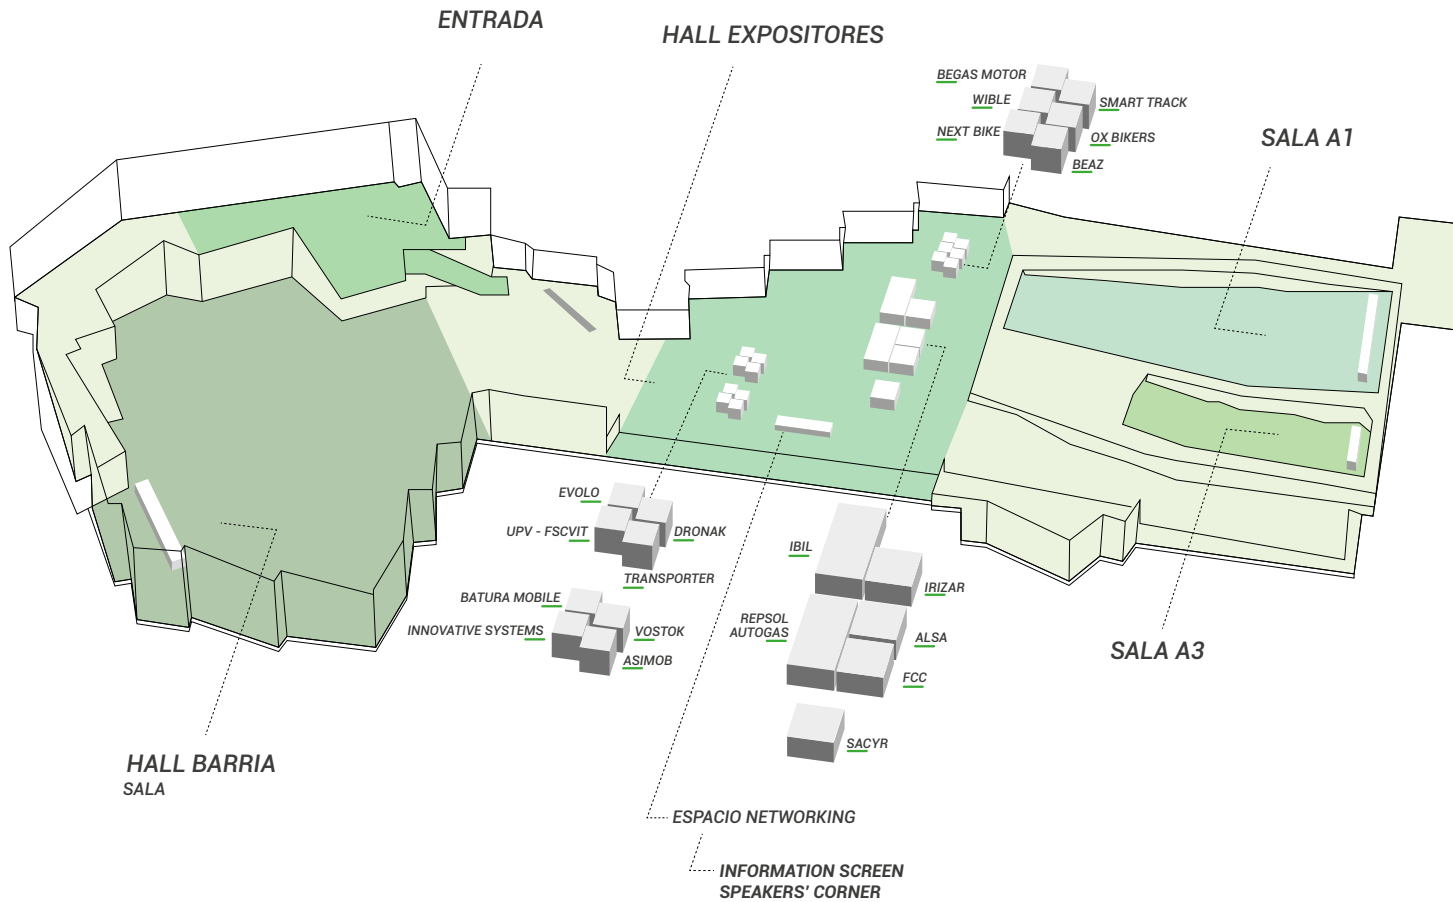 ENTRADA
HALL EXPOSITORES
BEGAS MOTOR
WIBLE
SMART TRACK
NEXT BIKE
OX BIKERS
BEAZ
SALA A1
EVOLO
UPV - FSCVIT
DRONAK
TRANSPORTER
BATURA MOBILE
INNOVATIVE SYSTEMS
VOSTOK
ASIMOB
IBIL
IRIZAR
REPSOL
AUTOGAS
ALSA
FCC
SACYR
SALA A3
HALL BARRIA
SALA
ESPACIO NETWORKING
INFORMATION SCREEN
SPEAKERS' CORNER